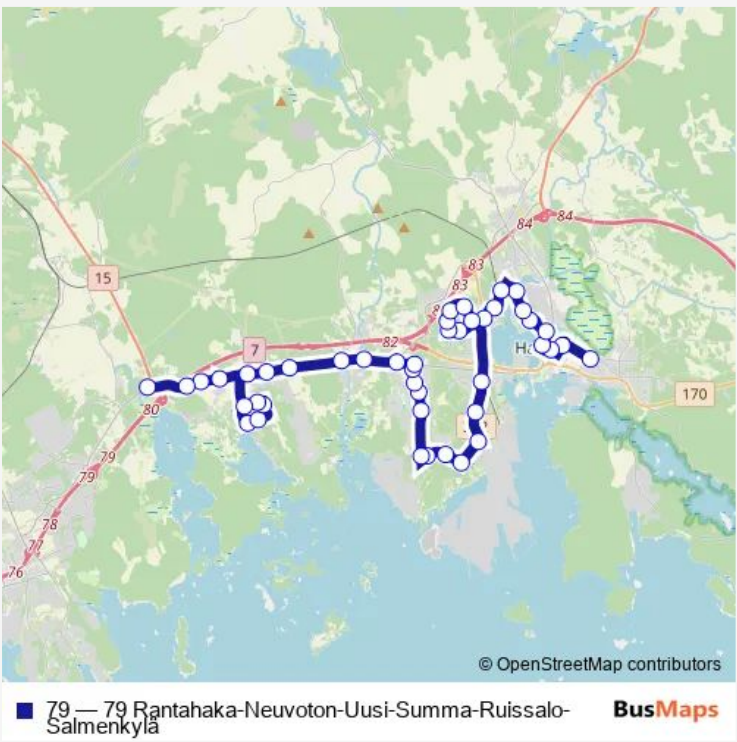 84
84
83
83
15
82
7
H
170
80
79
79
78
77
76
© OpenStreetMap contributors
79 — 79 Rantahaka-Neuvoton-Uusi-Summa-Ruissalo-
Salmenkylä
BusMaps